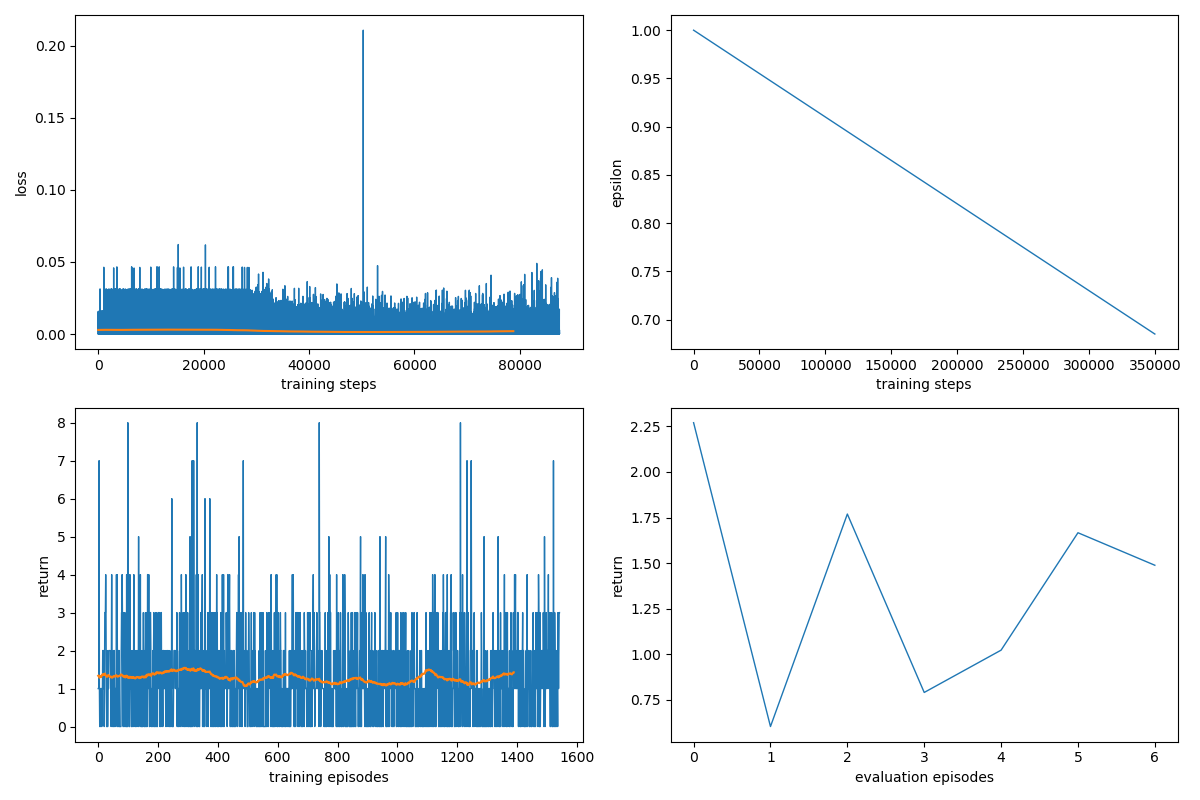 0.20
0.15
0.10
0.05
0.00
loss
0 20000 40000 60000 80000
training steps
1.00
0.95
0.90
0.85
0.80
0.75
0.70
epsilon
0 50000 100000 150000 200000 250000 300000 350000
training steps
8
7
6
5
4
3
2
1
0
return
0 200 400 600 800 1000 1200 1400 1600
training episodes
2.25
2.00
1.75
1.50
1.25
1.00
0.75
return
0 1 2 3 4 5 6
evaluation episodes